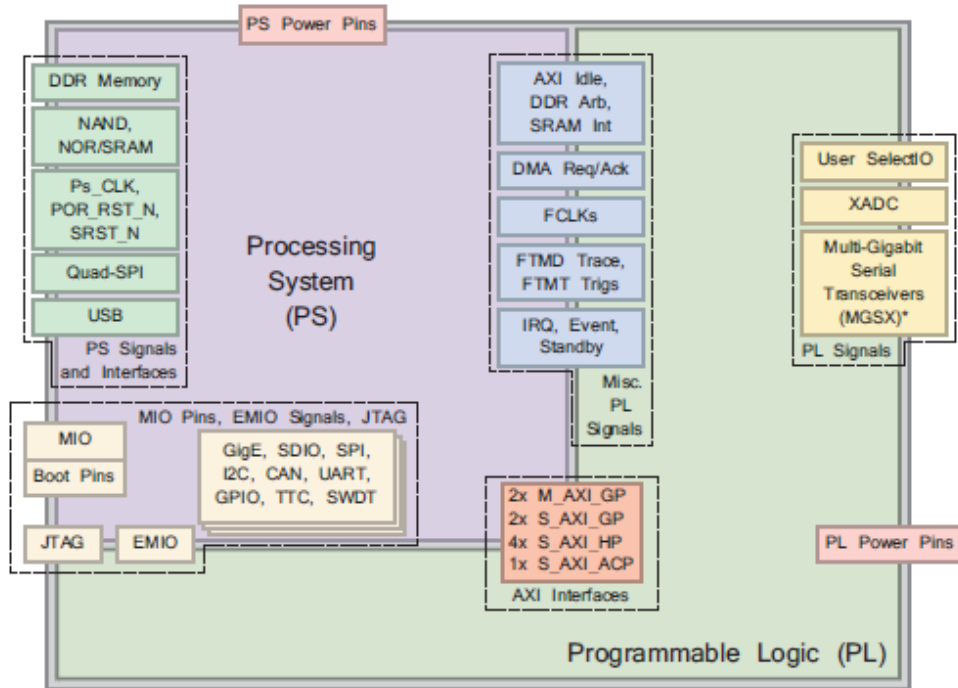 PS Power Pins
DDR Memory
NAND,
NOR/SRAM
Ps_CLK,
POR_RST_N,
SRST_N
Quad-SPI
USB
PS Signals
and Interfaces
Processing
System
(PS)
AXI Idle,
DDR Arb,
SRAM Int
DMA Req/Ack
FCLKs
FTMD Trace,
FTMT Trigs
IRQ, Event,
Standby
Misc.
PL
Signals
User SelectIO
XADC
Multi-Gigabit
Serial
Transceivers
(MGSX)*
PL Signals
MIO Pins, EMIO Signals, JTAG
MIO
Boot Pins
GigE, SDIO, SPI,
I2C, CAN, UART,
GPIO, TTC, SWDT
JTAG
EMIO
2x M_AXI_GP
2x S_AXI_GP
4x S_AXI_HP
1x S_AXI_ACP
AXI Interfaces
PL Power Pins
Programmable Logic (PL)